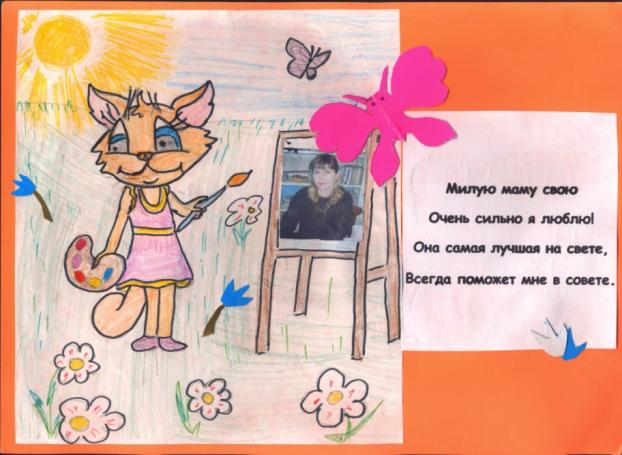 Милую маму свою
Очень сильно я люблю!
Она самая лучшая на свете,
Всегда поможет мне в совете.